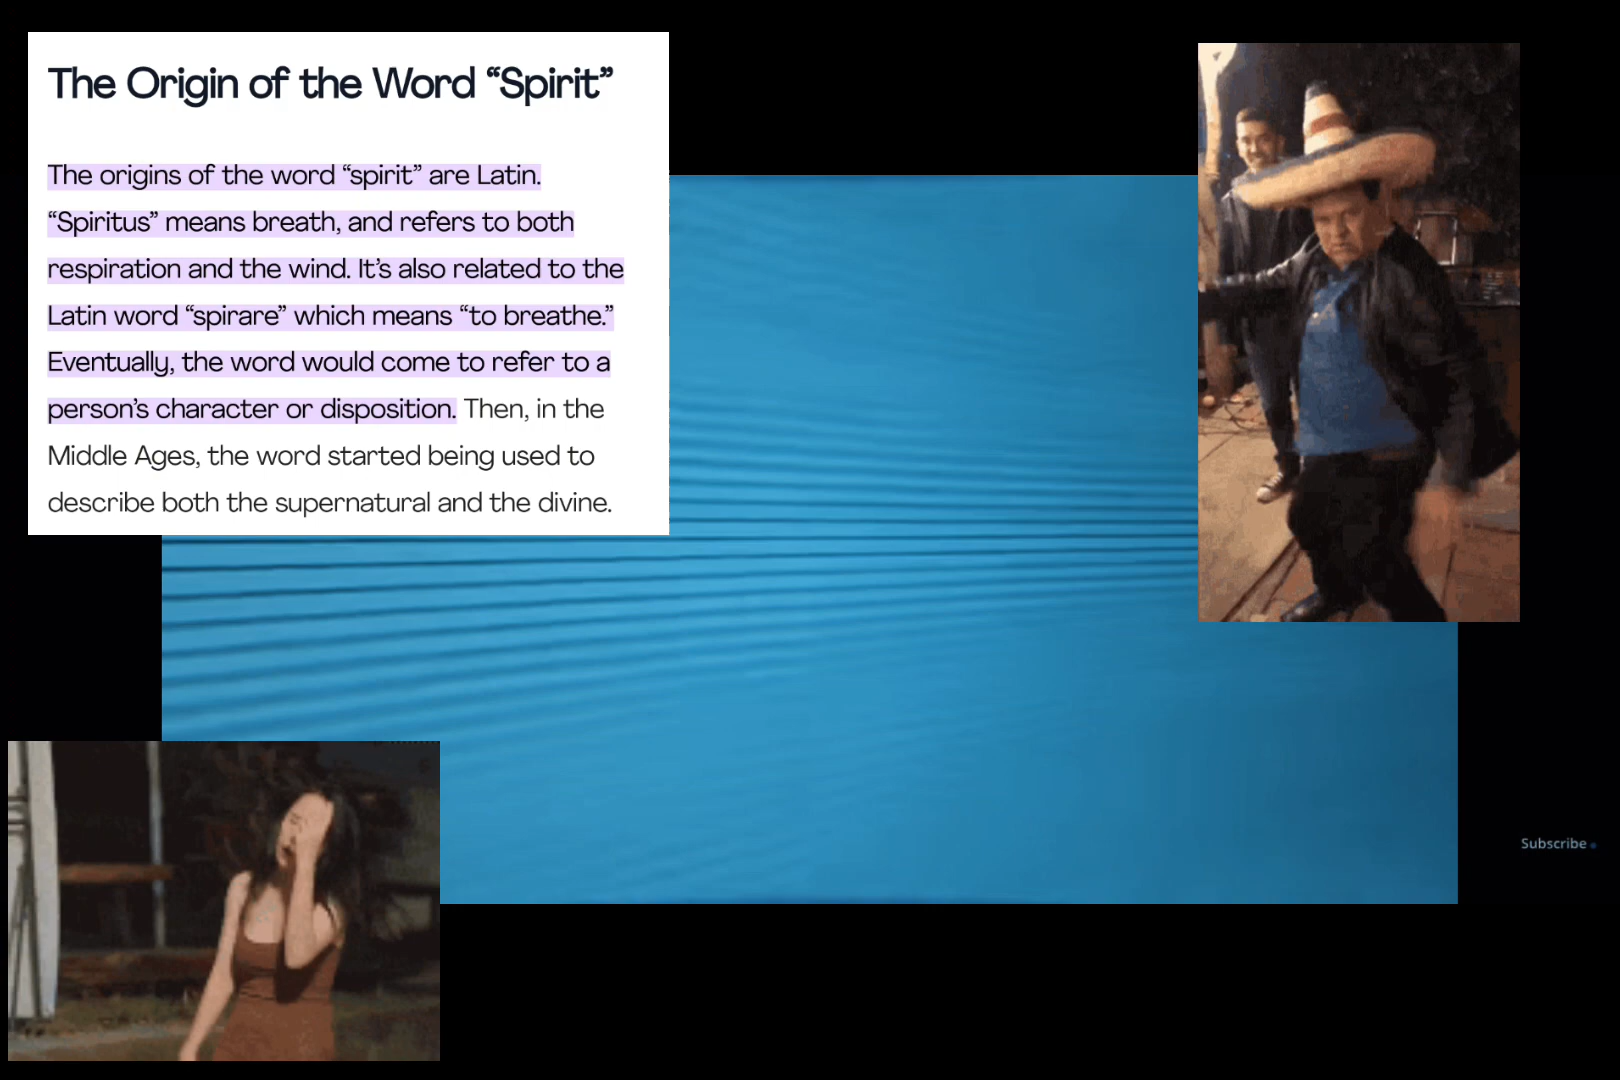 The Origin of the Word “Spirit”
The origins of the word “spirit” are Latin.
“Spiritus” means breath, and refers to both
respiration and the wind. It’s also related to the
Latin word “spirare” which means “to breathe.”
Eventually, the word would come to refer to a
person’s character or disposition. Then, in the
Middle Ages, the word started being used to
describe both the supernatural and the divine.
Subscribe